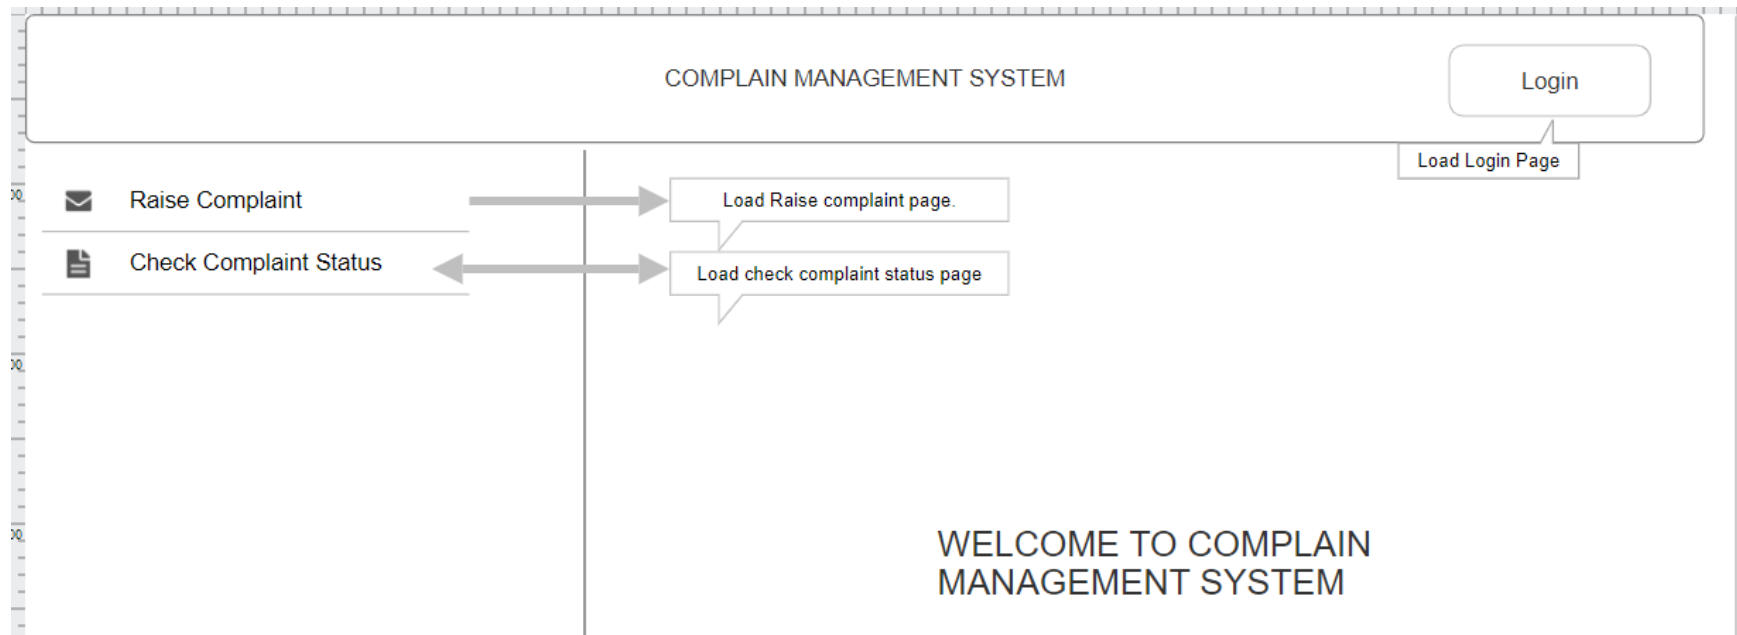 COMPLAIN MANAGEMENT SYSTEM
Login
Load Login Page
Raise Complaint
Load Raise complaint page.
Check Complaint Status
Load check complaint status page
WELCOME TO COMPLAIN
MANAGEMENT SYSTEM